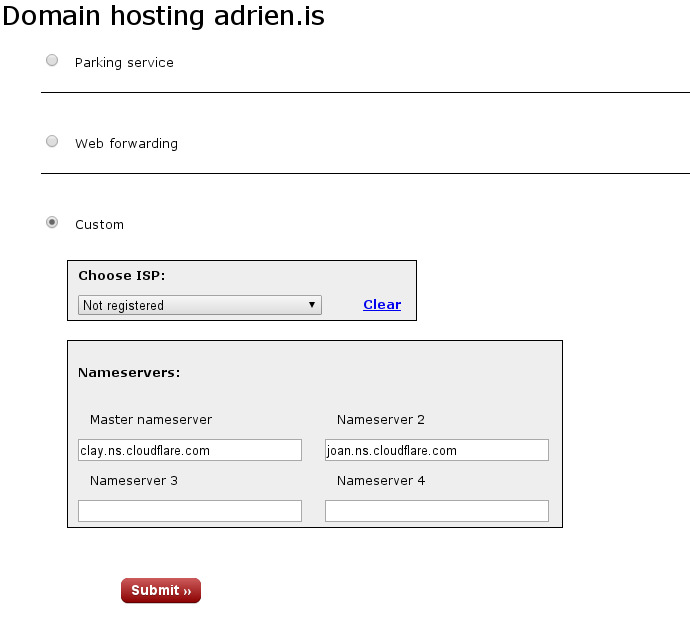 Domain hosting adrien.is
Parking service
Web forwarding
Custom
Choose ISP:
Not registered
Clear
Nameservers:
Master nameserver
Nameserver 2
clay.ns.cloudflare.com
joan.ns.cloudflare.com
Nameserver 3
Nameserver 4
Submit ››